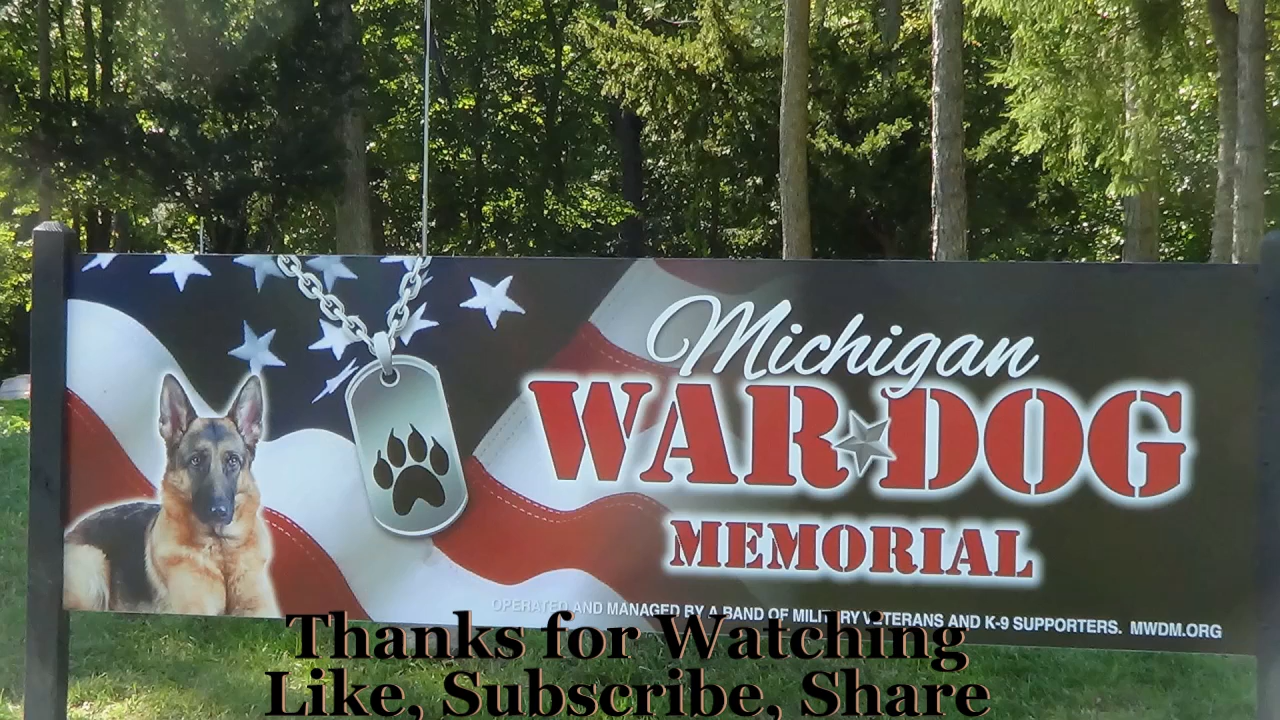 Michigan
WAR DOG
MEMORIAL
OPERATED AND MANAGED BY A BAND OF MILITARY VETERANS AND K-9 SUPPORTERS. MWDM.ORG
Thanks for Watching
Like, Subscribe, Share